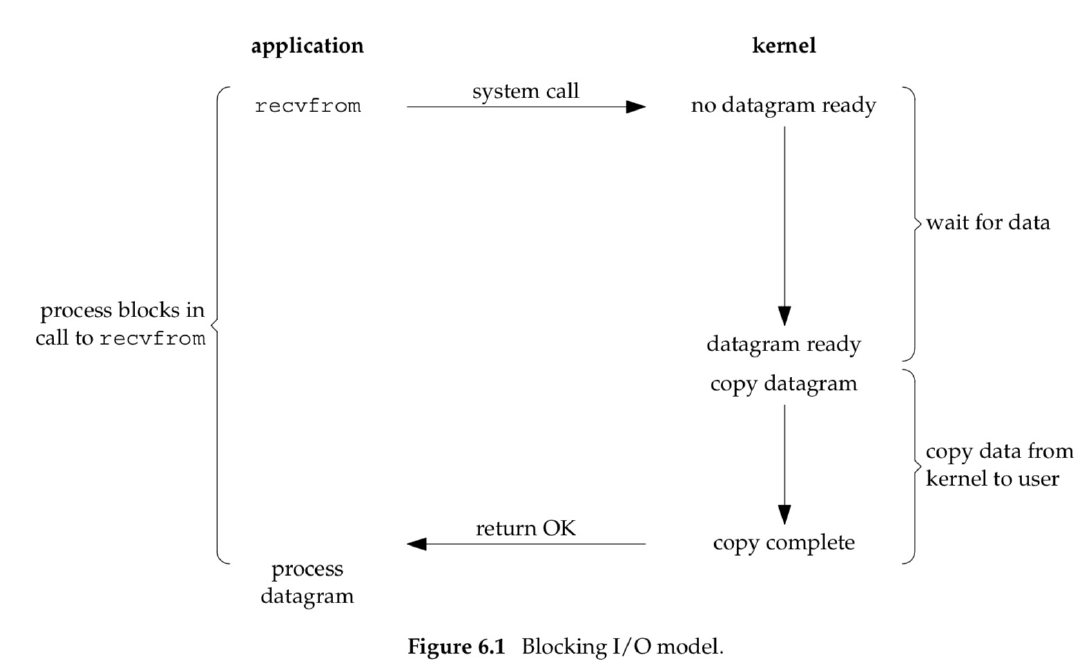 application
kernel
recvfrom
system call
no datagram ready
wait for data
process blocks in
call to recvfrom
datagram ready
copy datagram
copy data from
kernel to user
return OK
copy complete
process
datagram
Figure 6.1 Blocking I/O model.